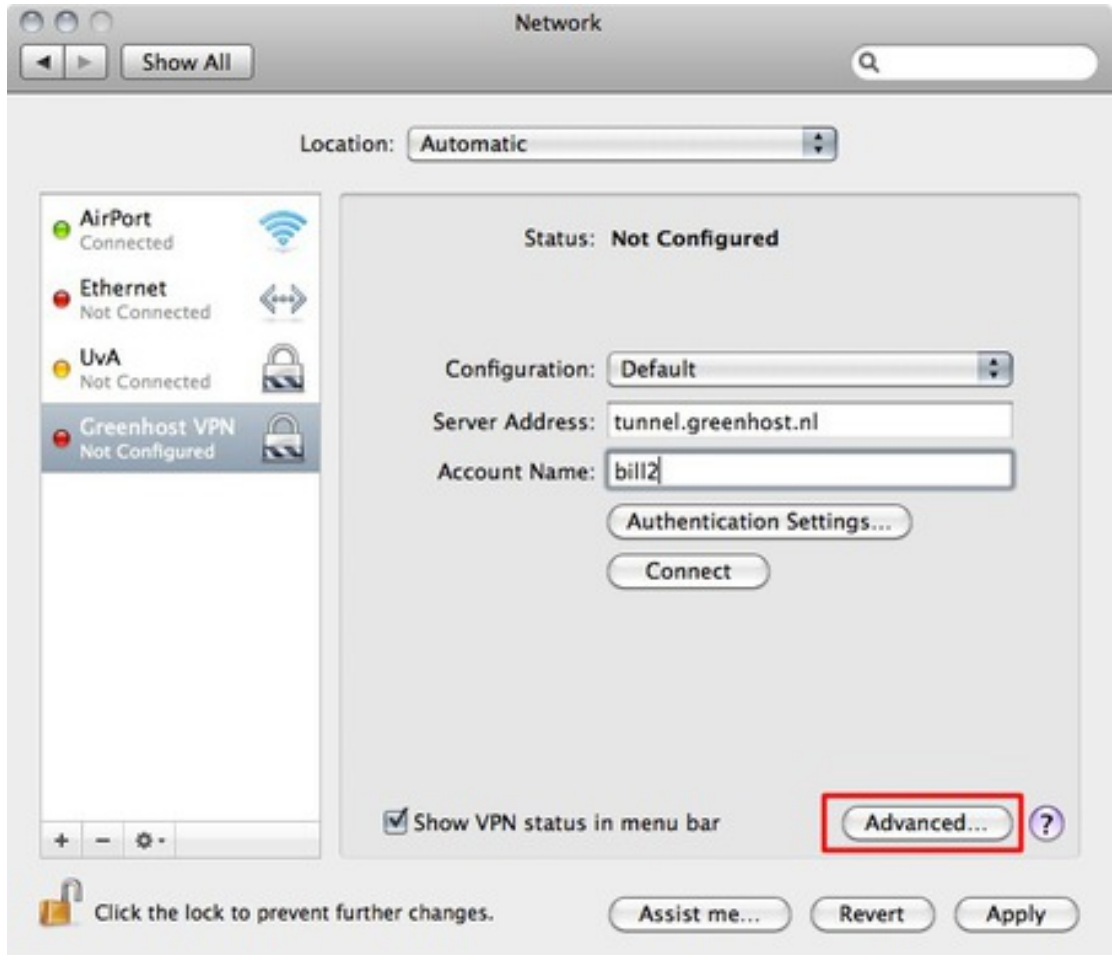 Network
Show All
Location: Automatic
AirPort
Connected
Ethernet
Not Connected
UvA
Not Connected
Greenhost VPN
Not Configured
+ -
Status: Not Configured
Configuration: Default
Server Address: tunnel.greenhost.nl
Account Name: bill2
Authentication Settings...
Connect
Show VPN status in menu bar
Advanced... ?
Click the lock to prevent further changes.
Assist me... Revert Apply